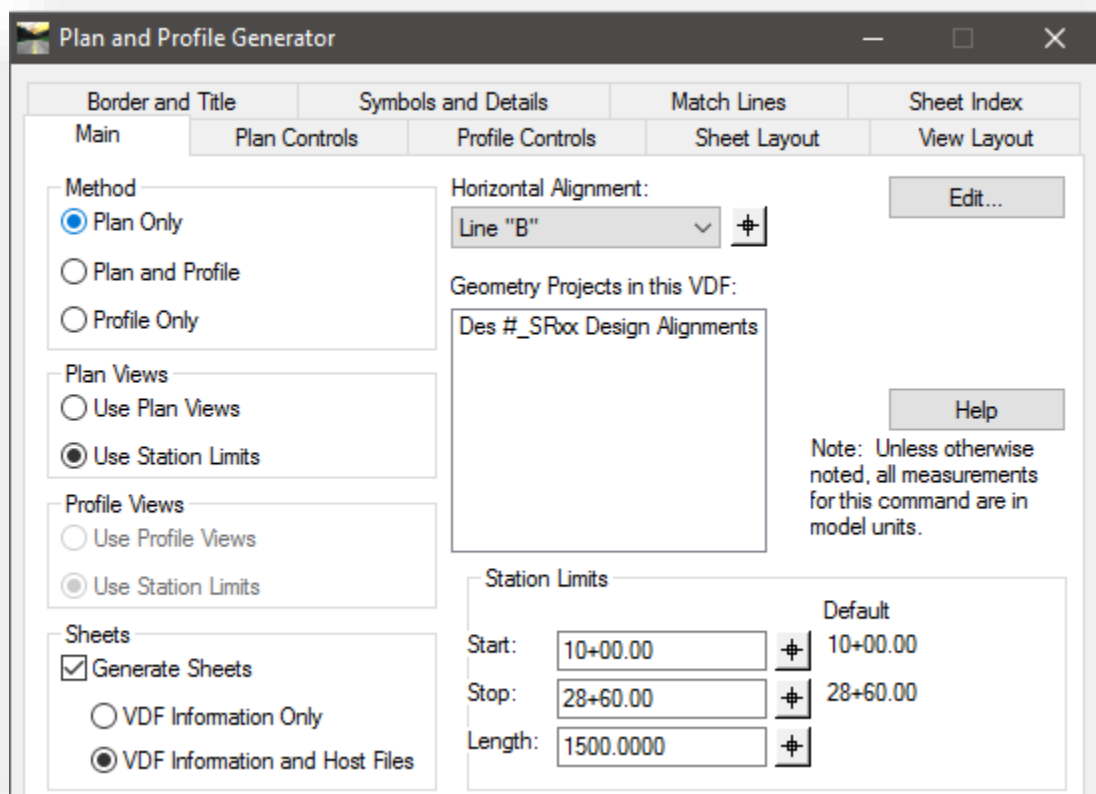 Plan and Profile Generator
Border and Title
Symbols and Details
Match Lines
Sheet Index
Main
Plan Controls
Profile Controls
Sheet Layout
View Layout
Method
Plan Only
Plan and Profile
Profile Only
Plan Views
Use Plan Views
Use Station Limits
Profile Views
Use Profile Views
Use Station Limits
Sheets
Generate Sheets
VDF Information Only
VDF Information and Host Files
Horizontal Alignment:
Line "B"
Edit...
Geometry Projects in this VDF:
Des #_SRxx Design Alignments
Help
Note: Unless otherwise
noted, all measurements
for this command are in
model units.
Station Limits
Default
Start: 10+00.00 10+00.00
Stop: 28+60.00 28+60.00
Length: 1500.0000